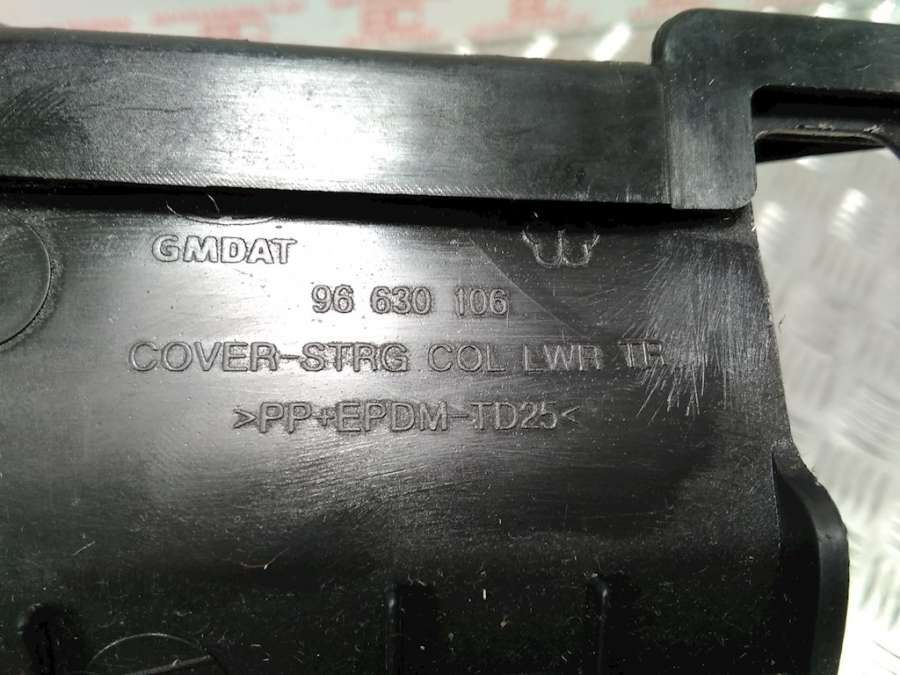 GMDAT
96 630 106
COVER-STRG COL LWR TR
>PP+EPDM-TD25<